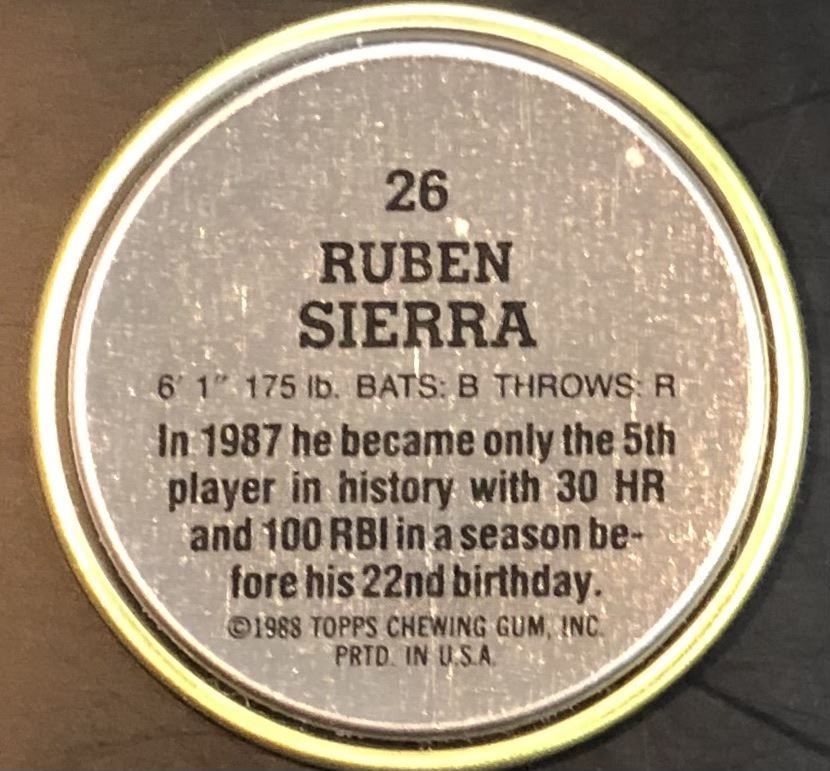 26
RUBEN
SIERRA
6' 1" 175 lb. BATS: B THROWS: R
In 1987 he became only the 5th
player in history with 30 HR
and 100 RBI in a season be-
fore his 22nd birthday.
©1988 TOPPS CHEWING GUM, INC.
PRTD. IN U.S.A.